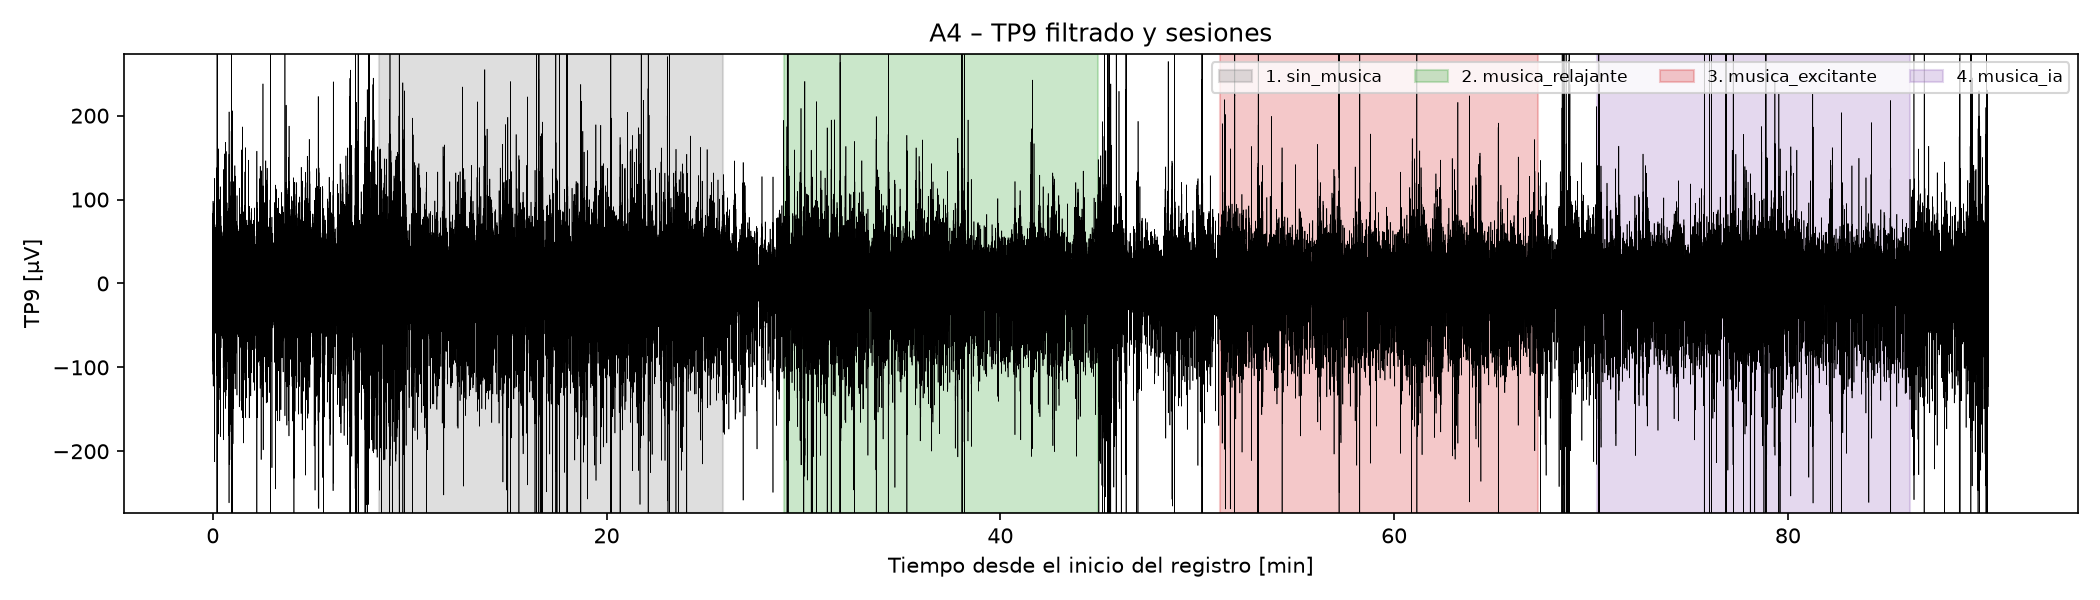 A4 – TP9 filtrado y sesiones
1. sin_musica 2. musica_relajante 3. musica_excitante 4. musica_ia
TP9 [µV]
200
100
0
−100
−200
0 20 40 60 80
Tiempo desde el inicio del registro [min]